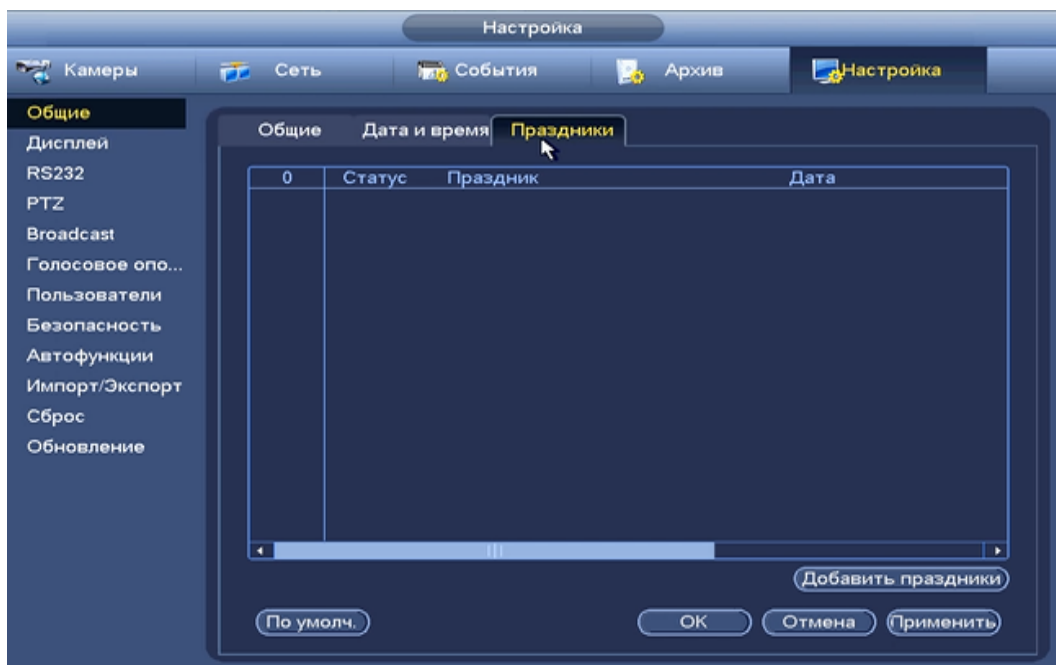 Настройка
Камеры Сеть События Архив Настройка
Общие
Дисплей
RS232
PTZ
Broadcast
Голосовое опо...
Пользователи
Безопасность
Автофункции
Импорт/Экспорт
Сброс
Обновление
Общие Дата и время Праздники
0 Статус Праздник Дата
Добавить праздники
По умолч. ОК Отмена Применить